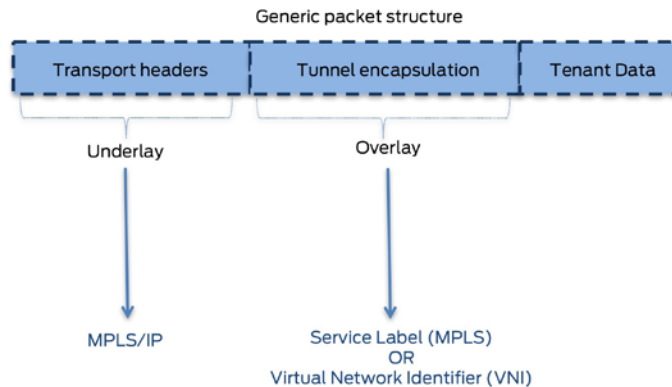 Generic packet structure
Transport headers
Tunnel encapsulation
Tenant Data
Underlay
Overlay
MPLS/IP
Service Label (MPLS)
OR
Virtual Network Identifier (VNI)